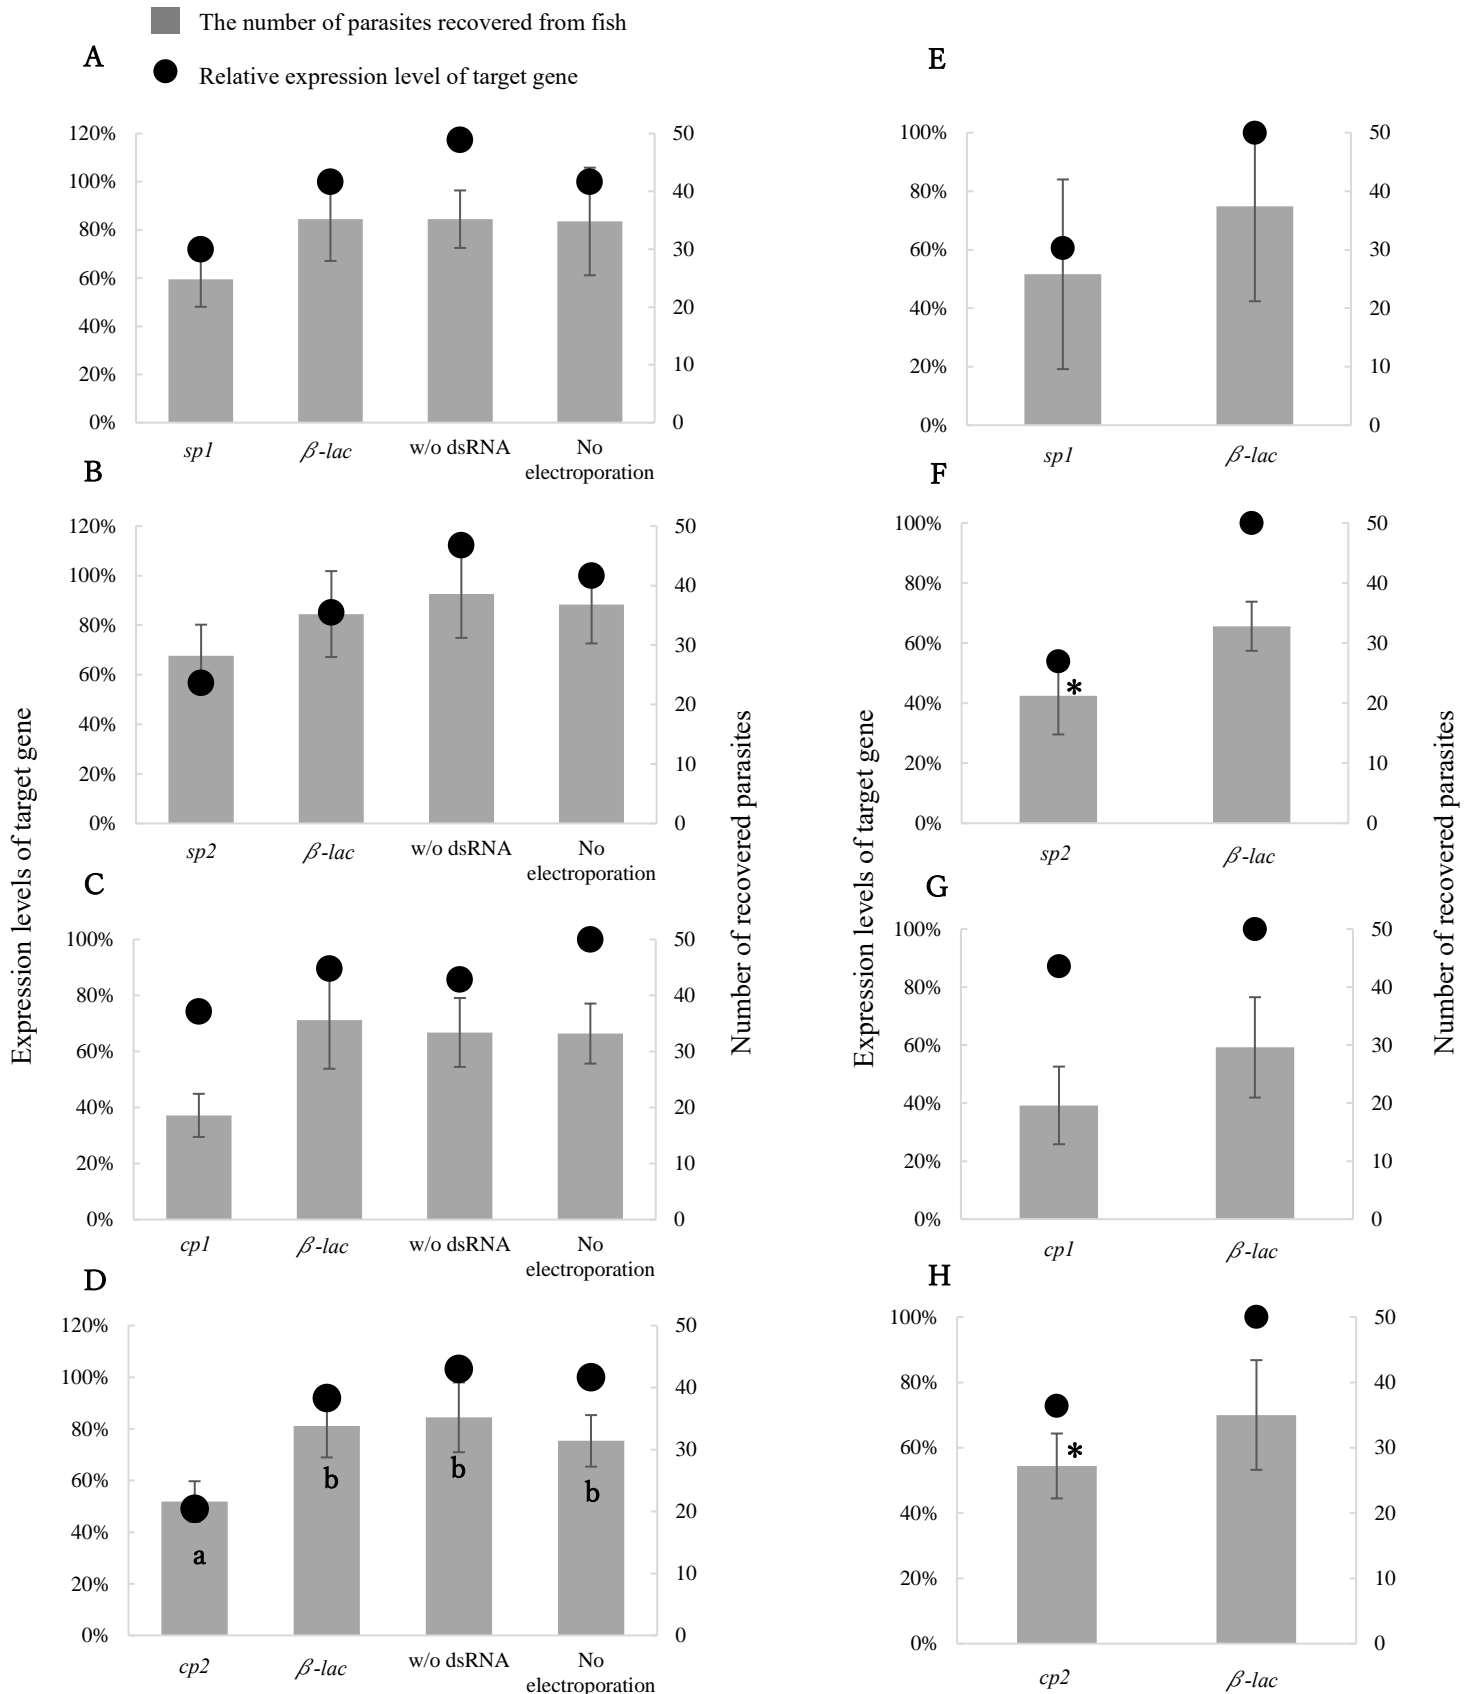 The number of parasites recovered from fish
Relative expression level of target gene
A
120%
100%
80%
60%
40%
20%
0%
50
40
30
20
10
0
sp1
β-lac
w/o dsRNA
No
electroporation
E
100%
80%
60%
40%
20%
0%
50
40
30
20
10
0
sp1
β-lac
B
120%
100%
80%
60%
40%
20%
0%
50
40
30
20
10
0
sp2
β-lac
w/o dsRNA
No
electroporation
F
100%
80%
60%
40%
20%
0%
*
50
40
30
20
10
0
sp2
β-lac
Expression levels of target gene
Number of recovered parasites
Expression levels of target gene
Number of recovered parasites
C
100%
80%
60%
40%
20%
0%
50
40
30
20
10
0
cp1
β-lac
w/o dsRNA
No
electroporation
G
100%
80%
60%
40%
20%
0%
50
40
30
20
10
0
cp1
β-lac
D
120%
100%
80%
60%
40%
20%
0%
a
b
b
b
50
40
30
20
10
0
cp2
β-lac
w/o dsRNA
No
electroporation
H
100%
80%
60%
40%
20%
0%
*
50
40
30
20
10
0
cp2
β-lac